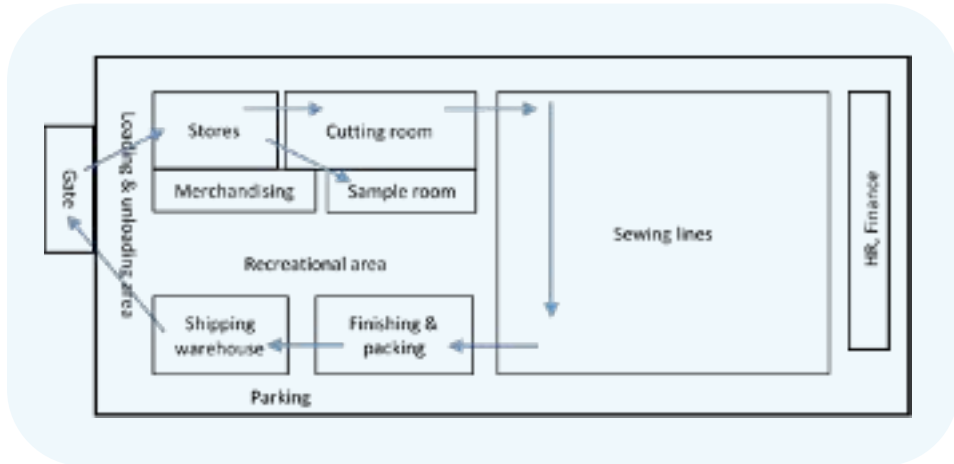 Gate
Loading & unloading area
Stores
Cutting room
Merchandising
Sample room
Recreational area
Sewing lines
HR, Finance
Shipping
warehouse
Finishing &
packing
Parking